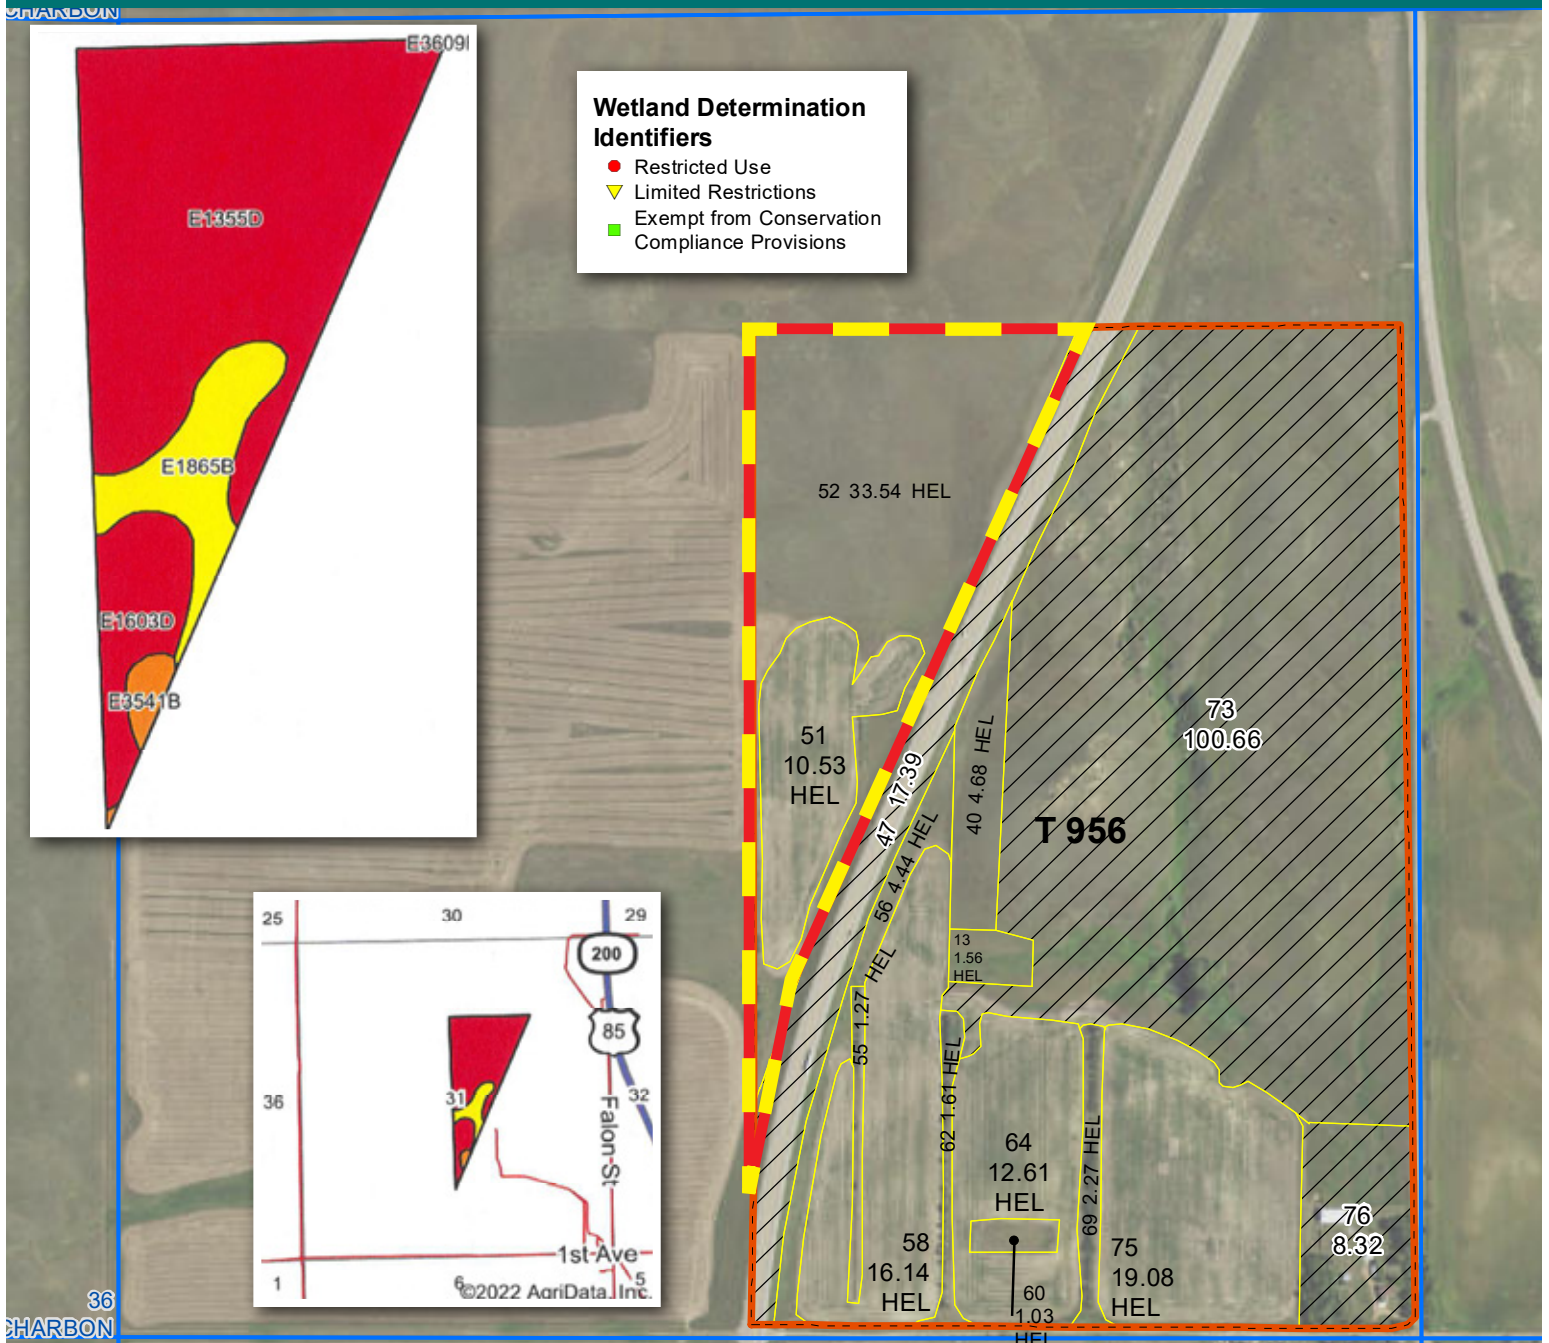 CHARBON
E3609
E1355D
E1865B
E1603D
E3541B
Wetland Determination
Identifiers
Restricted Use
Limited Restrictions
Exempt from Conservation
Compliance Provisions
52 33.54 HEL
51
10.53
HEL
47 17.39
40 4.68 HEL
73
100.66
T 956
56 4.44 HEL
13
1.56
HEL
55 1.27 HEL
62 1.61 HEL
64
12.61
HEL
69 2.27 HEL
58
16.14
HEL
60
1.03
HEL
75
19.08
HEL
76
8.32
25
30
29
200
85
36
31
32
Falon St
1st Ave
1
6
5
©2022 AgriData, Inc.
36
CHARBON